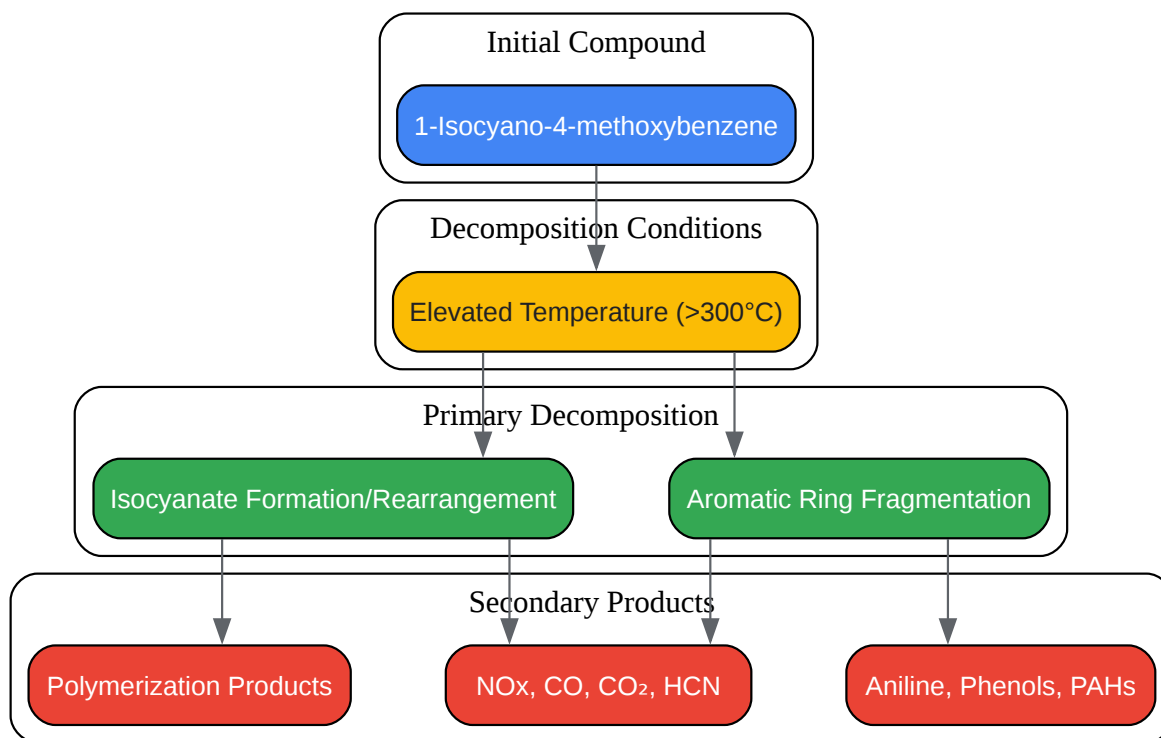 Initial Compound
1-Isocyano-4-methoxybenzene
Decomposition Conditions
Elevated Temperature (>300°C)
Primary Decomposition
Isocyanate Formation/Rearrangement
Aromatic Ring Fragmentation
Secondary Products
Polymerization Products
NOx, CO, CO₂, HCN
Aniline, Phenols, PAHs